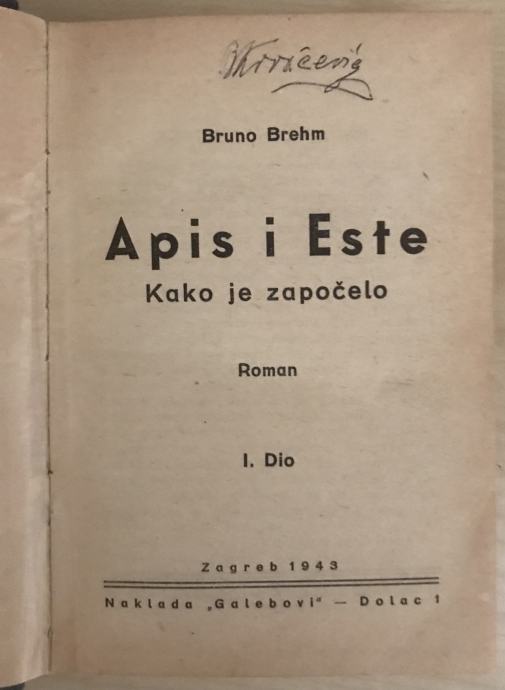 Bruno Brehm
Apis i Este
Kako je započelo
Roman
I. Dio
Zagreb 1943
Naklada „Galebovi“ — Dolac 1